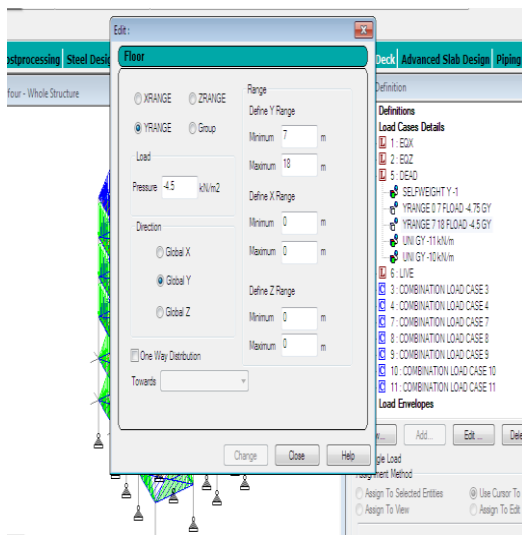 Edit :
ostprocessing Steel Desig
Deck Advanced Slab Design Piping
Floor
four - Whole Structure
Definition
XRANGE ZRANGE
YRANGE Group
Load
Pressure -4.5 kN/m2
Direction
Global X
Global Y
Global Z
One Way Distribution
Towards
Range
Define Y Range
Minimum 7 m
Maximum 18 m
Define X Range
Minimum 0 m
Maximum 0 m
Define Z Range
Minimum 0 m
Maximum 0 m
Change Close Help
Definitions
Load Cases Details
L 1 : EQX
L 2 : EQZ
L 5 : DEAD
SELFWEIGHT Y -1
YRANGE 0 7 FLOAD -4.75 GY
YRANGE 7 18 FLOAD -4.5 GY
UNI GY -11 kN/m
UNI GY -10 kN/m
L 6 : LIVE
C 3 : COMBINATION LOAD CASE 3
C 4 : COMBINATION LOAD CASE 4
C 7 : COMBINATION LOAD CASE 7
C 8 : COMBINATION LOAD CASE 8
C 9 : COMBINATION LOAD CASE 9
C 10 : COMBINATION LOAD CASE 10
C 11 : COMBINATION LOAD CASE 11
Load Envelopes
Add... Edit ... Dele
gle Load
Assignment Method
Assign To Selected Entities Use Cursor To
Assign To View Assign To Edit